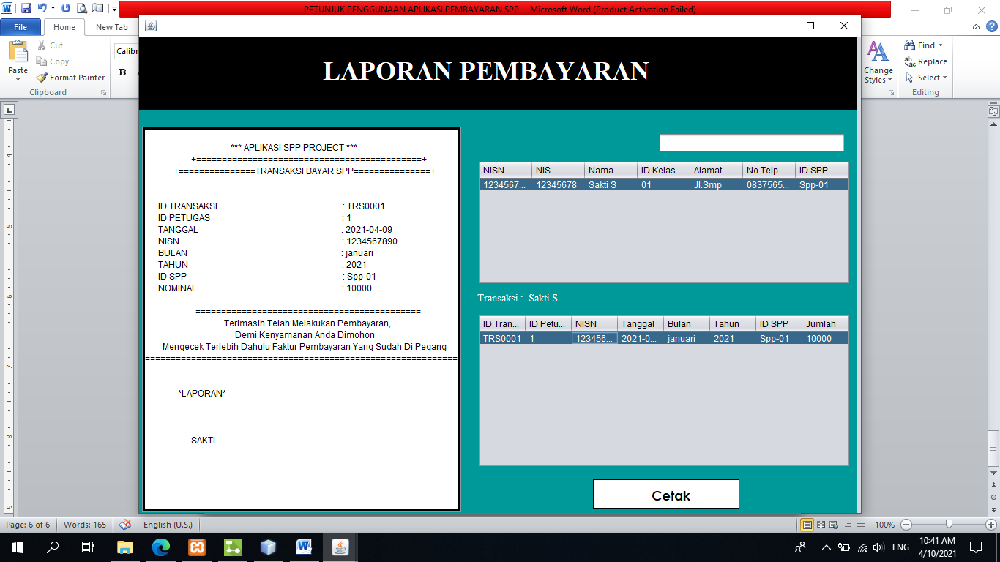 PETUNJUK PENGGUNAAN APLIKASI PEMBAYARAN SPP - Microsoft Word (Product Activation Failed)
File Home New Tab
Paste
Cut
Copy
Format Painter
Clipboard
Calibr
B
Change Styles
Find
Replace
Select
Editing
LAPORAN PEMBAYARAN
*** APLIKASI SPP PROJECT ***
+============================================+
+===============TRANSAKSI BAYAR SPP===============+
ID TRANSAKSI : TRS0001
ID PETUGAS : 1
TANGGAL : 2021-04-09
NISN : 1234567890
BULAN : januari
TAHUN : 2021
ID SPP : Spp-01
NOMINAL : 10000
============================================
Terimasih Telah Melakukan Pembayaran,
Demi Kenyamanan Anda Dimohon
Mengecek Terlebih Dahulu Faktur Pembayaran Yang Sudah Di Pegang
=============================================================
*LAPORAN*
SAKTI
NISN NIS Nama ID Kelas Alamat No Telp ID SPP
1234567... 12345678 Sakti S 01 Jl.Smp 0837565... Spp-01
Transaksi : Sakti S
ID Tran... ID Petu... NISN Tanggal Bulan Tahun ID SPP Jumlah
TRS0001 1 123456... 2021-0... januari 2021 Spp-01 10000
Cetak
4
5
6
7
8
9
Page: 6 of 6 Words: 165 English (U.S.) 100%
ENG
10:41 AM
4/10/2021